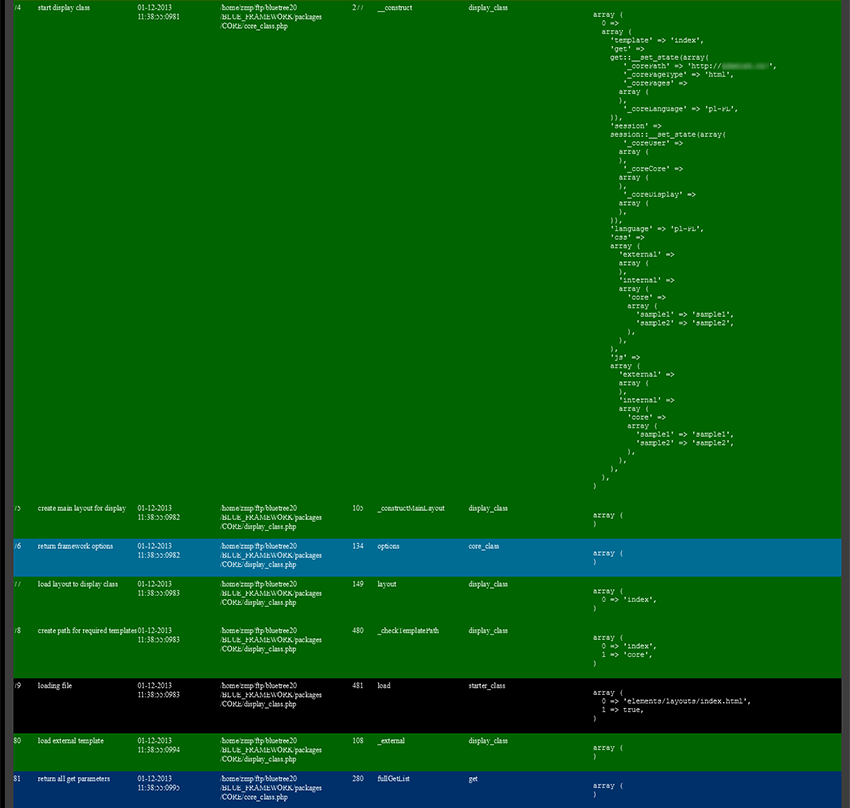 74 start display class 01-12-2013 /home/zmp/ftp/bluetree20 277 __construct display_class
11:38:55:0981 /BLUE_FRAMEWORK/packages
/CORE/core_class.php
array (
0 =>
array (
'template' => 'index',
'get' =>
get::__set_state(array(
'_corePath' => 'http://
',
'_corePageType' => 'html',
'_corePages' =>
array (
),
'_coreLanguage' => 'pl-PL',
)),
'session' =>
session::__set_state(array(
'_coreUser' =>
array (
),
'_coreCore' =>
array (
),
'_coreDisplay' =>
array (
),
)),
'language' => 'pl-PL',
'css' =>
array (
'external' =>
array (
),
'internal' =>
array (
'core' =>
array (
'sample1' => 'sample1',
'sample2' => 'sample2',
),
),
),
'js' =>
array (
'external' =>
array (
),
'internal' =>
array (
'core' =>
array (
'sample1' => 'sample1',
'sample2' => 'sample2',
),
),
),
),
)
75 create main layout for display 01-12-2013 /home/zmp/ftp/bluetree20 105 _constructMainLayout display_class
11:38:55:0982 /BLUE_FRAMEWORK/packages
/CORE/display_class.php
array (
)
76 return framework options 01-12-2013 /home/zmp/ftp/bluetree20 134 options core_class
11:38:55:0982 /BLUE_FRAMEWORK/packages
/CORE/display_class.php
array (
)
77 load layout to display class 01-12-2013 /home/zmp/ftp/bluetree20 149 layout display_class
11:38:55:0983 /BLUE_FRAMEWORK/packages
/CORE/display_class.php
array (
0 => 'index',
)
78 create path for required templates 01-12-2013 /home/zmp/ftp/bluetree20 480 _checkTemplatePath display_class
11:38:55:0983 /BLUE_FRAMEWORK/packages
/CORE/display_class.php
array (
0 => 'index',
1 => 'core',
)
79 loading file 01-12-2013 /home/zmp/ftp/bluetree20 481 load starter_class
11:38:55:0983 /BLUE_FRAMEWORK/packages
/CORE/display_class.php
array (
0 => 'elements/layouts/index.html',
1 => true,
)
80 load external template 01-12-2013 /home/zmp/ftp/bluetree20 108 _external display_class
11:38:55:0994 /BLUE_FRAMEWORK/packages
/CORE/display_class.php
array (
)
81 return all get parameters 01-12-2013 /home/zmp/ftp/bluetree20 280 fullGetList get
11:38:55:0995 /BLUE_FRAMEWORK/packages
/CORE/core_class.php
array (
)